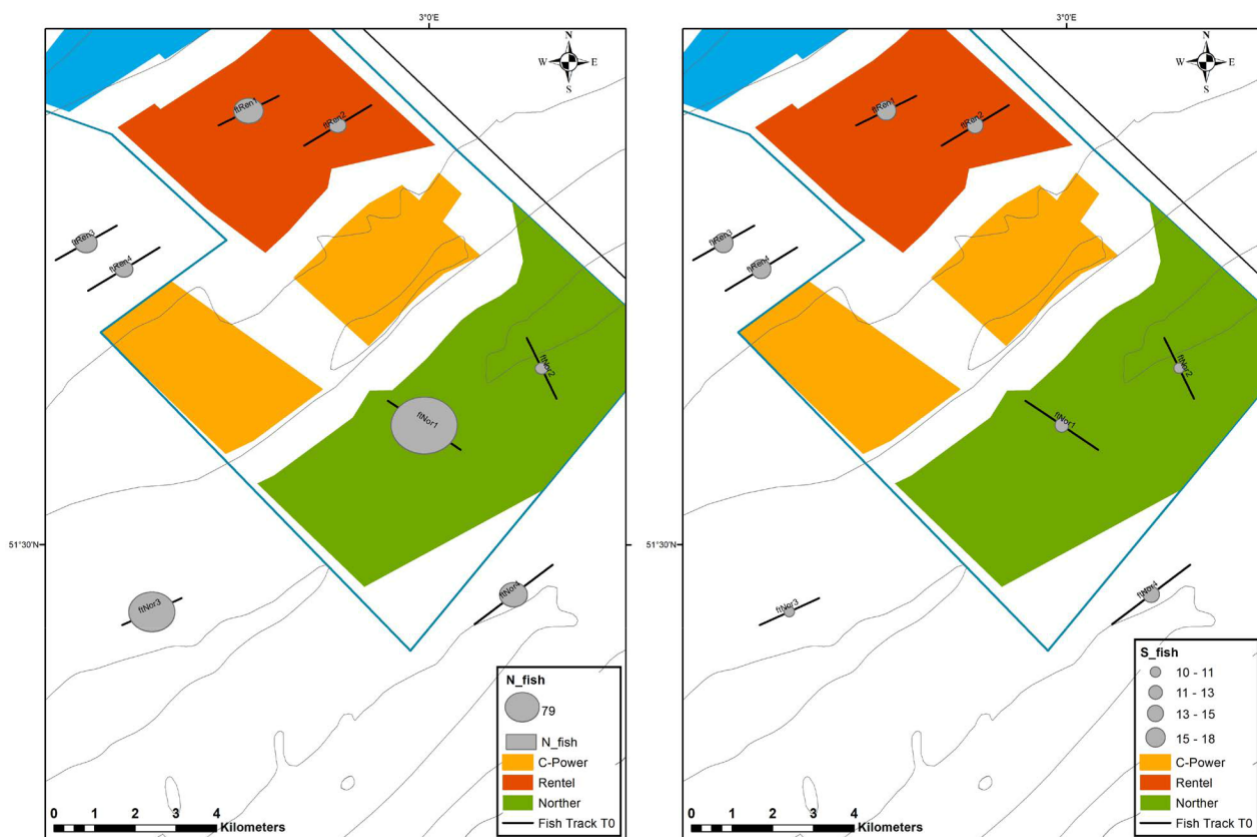 3°0'E
N
W E
S
ftRen1
ftRen2
ftRen3
ftRen4
ftNor2
ftNor1
51°30'N
ftNor3
ftNor4
N_fish
79
N_fish
C-Power
Rentel
Norther
Fish Track T0
0 1 2 3 4
Kilometers
3°0'E
N
W E
S
ftRen1
ftRen2
ftRen3
ftRen4
ftNor2
ftNor1
ftNor3
ftNor4
S_fish
10 - 11
11 - 13
13 - 15
15 - 18
C-Power
Rentel
Norther
Fish Track T0
0 1 2 3 4
Kilometers